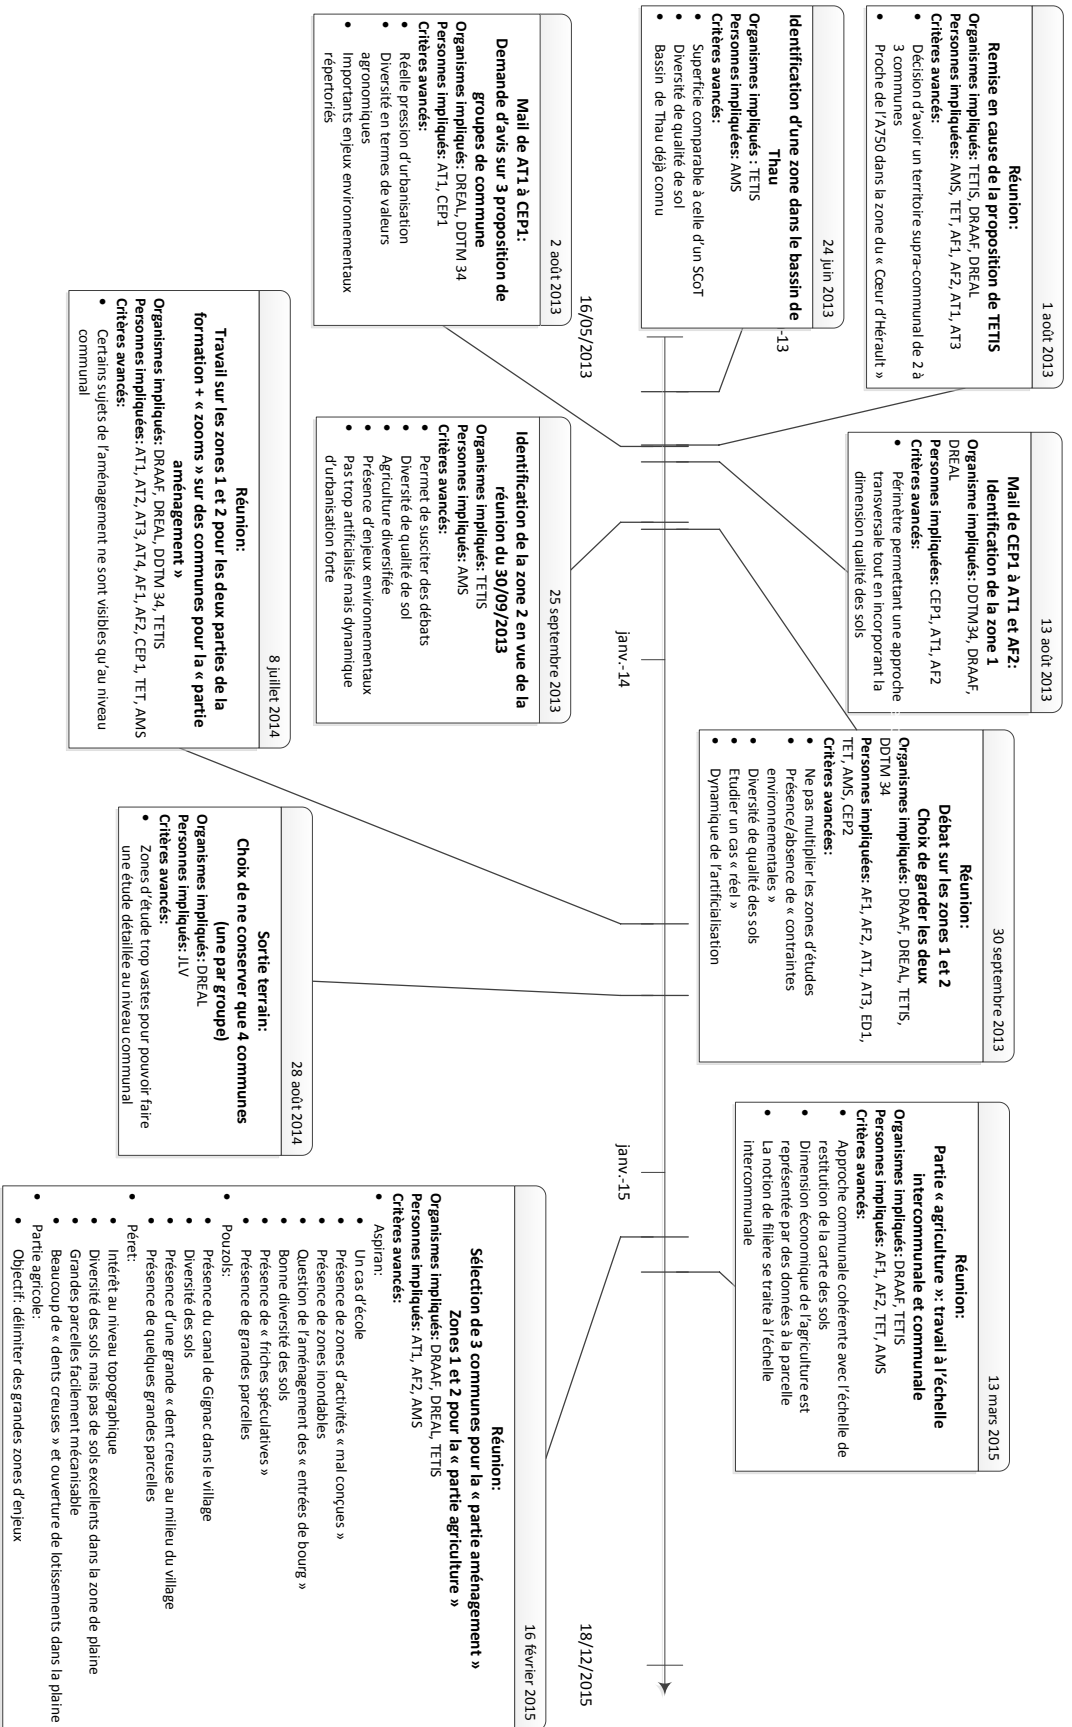 1 août 2013
Réunion:
Remise en cause de la proposition de TETIS
Organismes impliqués: TETIS, DRAAF, DREAL
Personnes impliquées: AMS, TET, AF1, AF2, AT1, AT3
Critères avancés:
• Décision d'avoir un territoire supra-communal de 2 à
3 communes
• Proche de l'A750 dans la zone du « Cœur d'Hérault »
13 août 2013
Mail de CEP1 à AT1 et AF2:
Identification de la zone 1
Organisme impliqués: DDTM34, DRAAF,
DREAL
Personnes impliquées: CEP1, AT1, AF2
Critères avancés:
• Périmètre permettant une approche
transversale tout en incorporant la
dimension qualité des sols
30 septembre 2013
Réunion:
Débat sur les zones 1 et 2
Choix de garder les deux
Organismes impliqués: DRAAF, DREAL, TETIS,
DDTM 34
Personnes impliquées: AF1, AF2, AT1, AT3, ED1,
TET, AMS, CEP2
Critères avancées:
• Ne pas multiplier les zones d'études
• Présence/absence de « contraintes
environnementales »
• Diversité de qualité des sols
• Etudier un cas « réel »
• Dynamique de l'artificialisation
13 mars 2015
Réunion:
Partie « agriculture »: travail à l'échelle
intercommunale et communale
Organismes impliqués: DRAAF, TETIS
Personnes impliqués: AF1, AF2, TET, AMS
Critères avancés:
• Approche communale cohérente avec l'échelle de
restitution de la carte des sols
• Dimension économique de l'agriculture est
représentée par des données à la parcelle
• La notion de filière se traite à l'échelle
intercommunale
24 juin 2013
Identification d'une zone dans le bassin de
Thau
Organismes impliqués : TETIS
Personnes impliquées: AMS
Critères avancés:
• Superficie comparable à celle d'un SCoT
• Diversité de qualité de sol
• Bassin de Thau déjà connu
-13
16/05/2013
janv.-14
janv.-15
18/12/2015
2 août 2013
Mail de AT1 à CEP1:
Demande d'avis sur 3 proposition de
groupes de commune
Organismes impliqués: DREAL, DDTM 34
Personnes impliqués: AT1, CEP1
Critères avancés:
• Réelle pression d'urbanisation
• Diversité en termes de valeurs
agronomiques
• Importants enjeux environnementaux
répertoriés
25 septembre 2013
Identification de la zone 2 en vue de la
réunion du 30/09/2013
Organismes impliqués: TETIS
Personnes impliqués: AMS
Critères avancés:
• Permet de susciter des débats
• Diversité de qualité de sol
• Agriculture diversifiée
• Présence d'enjeux environnementaux
• Pas trop artificialisé mais dynamique
d'urbanisation forte
8 juillet 2014
Réunion:
Travail sur les zones 1 et 2 pour les deux parties de la
formation + « zooms » sur des communes pour la « partie
aménagement »
Organismes impliqués: DRAAF, DREAL, DDTM 34, TETIS
Personnes impliqués: AT1, AT2, AT3, AT4, AF1, AF2, CEP1, TET, AMS
Critères avancés:
• Certains sujets de l'aménagement ne sont visibles qu'au niveau
communal
28 août 2014
Sortie terrain:
Choix de ne conserver que 4 communes
(une par groupe)
Organismes impliqués: DREAL
Personnes impliqués: JLV
Critères avancés:
• Zones d'étude trop vastes pour pouvoir faire
une étude détaillée au niveau communal
16 février 2015
Réunion:
Sélection de 3 communes pour la « partie aménagement »
Zones 1 et 2 pour la « partie agriculture »
Organismes impliqués: DRAAF, DREAL, TETIS
Personnes impliqués: AT1, AF2, AMS
Critères avancés:
• Aspiran:
• Un cas d'école
• Présence de zones d'activités « mal conçues »
• Présence de zones inondables
• Question de l'aménagement des « entrées de bourg »
• Bonne diversité des sols
• Présence de « friches spéculatives »
• Présence de grandes parcelles
• Pouzols:
• Présence du canal de Gignac dans le village
• Diversité des sols
• Présence d'une grande « dent creuse au milieu du village
• Présence de quelques grandes parcelles
• Péret:
• Intérêt au niveau topographique
• Diversité des sols mais pas de sols excellents dans la zone de plaine
• Grandes parcelles facilement mécanisable
• Beaucoup de « dents creuses » et ouverture de lotissements dans la plaine
• Partie agricole:
• Objectif: délimiter des grandes zones d'enjeux